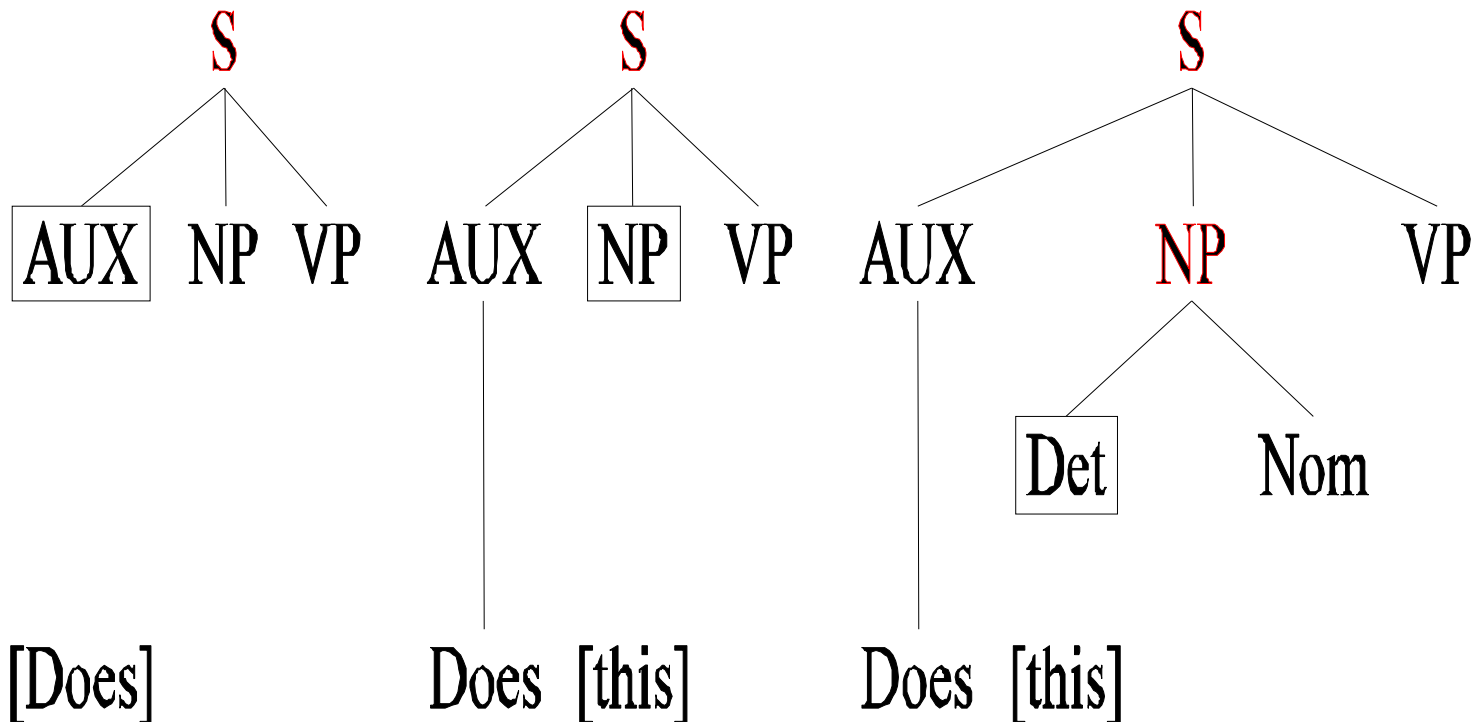 S S S
AUX NP VP AUX NP VP AUX NP VP
Det Nom
[Does] Does [this] Does [this]